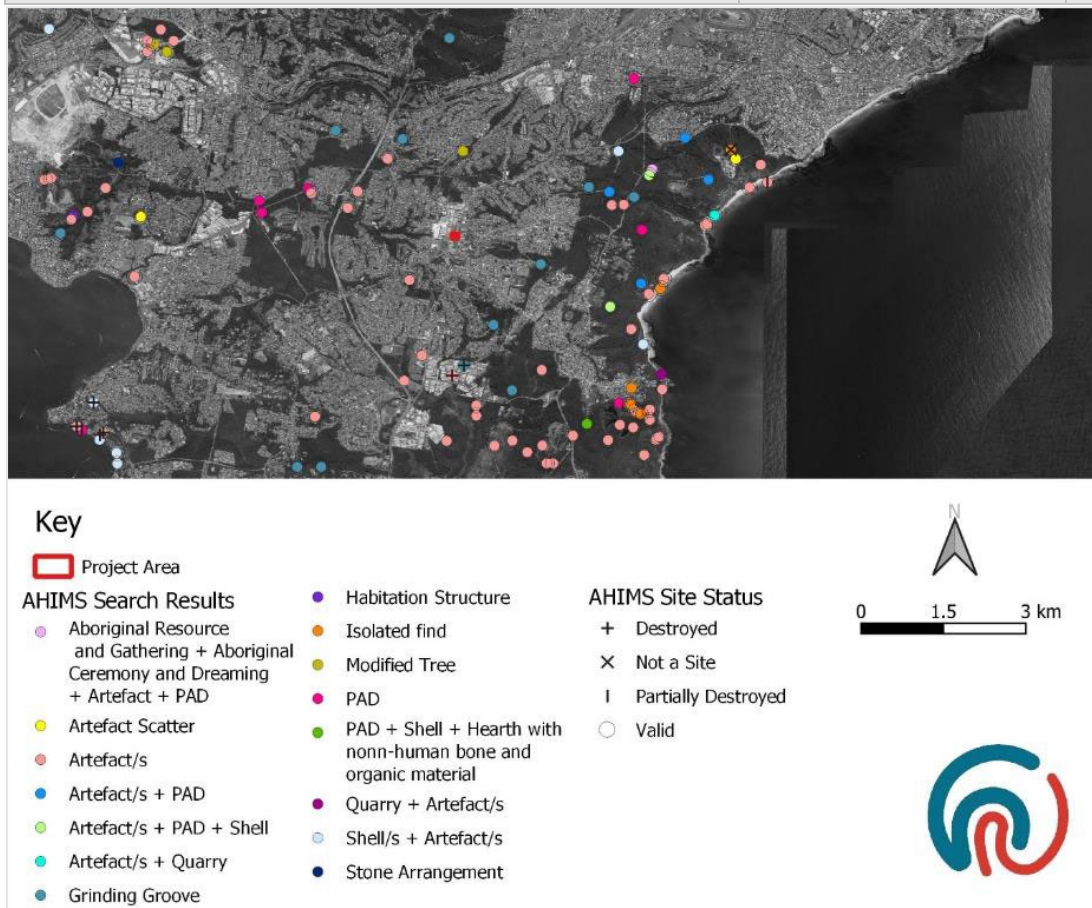 Key
Project Area
AHIMS Search Results
Aboriginal Resource
and Gathering + Aboriginal
Ceremony and Dreaming
+ Artefact + PAD
Artefact Scatter
Artefact/s
Artefact/s + PAD
Artefact/s + PAD + Shell
Artefact/s + Quarry
Grinding Groove
Habitation Structure
Isolated find
Modified Tree
PAD
PAD + Shell + Hearth with
nonn-human bone and
organic material
Quarry + Artefact/s
Shell/s + Artefact/s
Stone Arrangement
AHIMS Site Status
Destroyed
Not a Site
Partially Destroyed
Valid
N
0 1.5 3 km